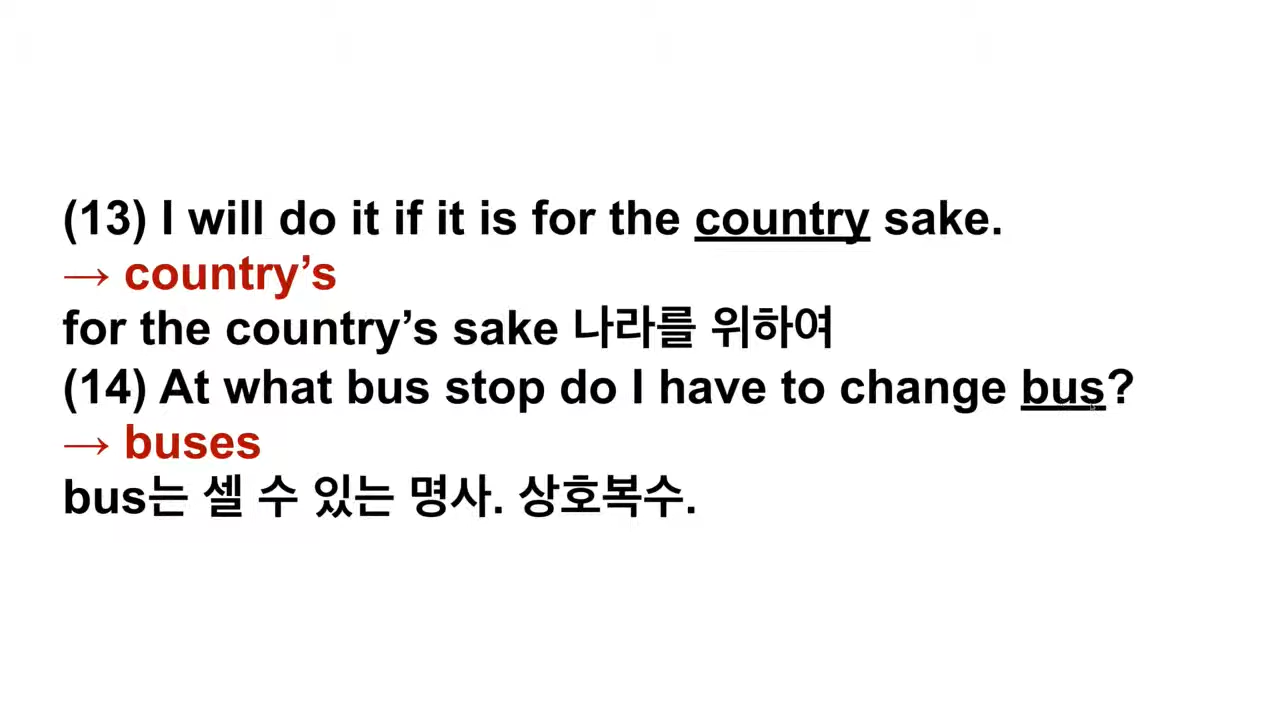 (13) I will do it if it is for the country sake.
→ country’s
for the country’s sake 나라를 위하여
(14) At what bus stop do I have to change bus?
→ buses
bus는 셀 수 있는 명사. 상호복수.